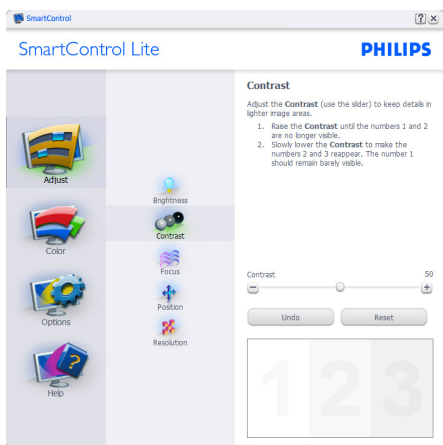 SmartControl
SmartControl Lite
PHILIPS
Adjust
Color
Options
Help
Brightness
Contrast
Focus
Position
Resolution
Contrast
Adjust the Contrast (use the slider) to keep details in
lighter image areas.
1. Raise the Contrast until the numbers 1 and 2
are no longer visible.
2. Slowly lower the Contrast to make the
numbers 2 and 3 reappear. The number 1
should remain barely visible.
Contrast 50
Undo Reset
1 2 3